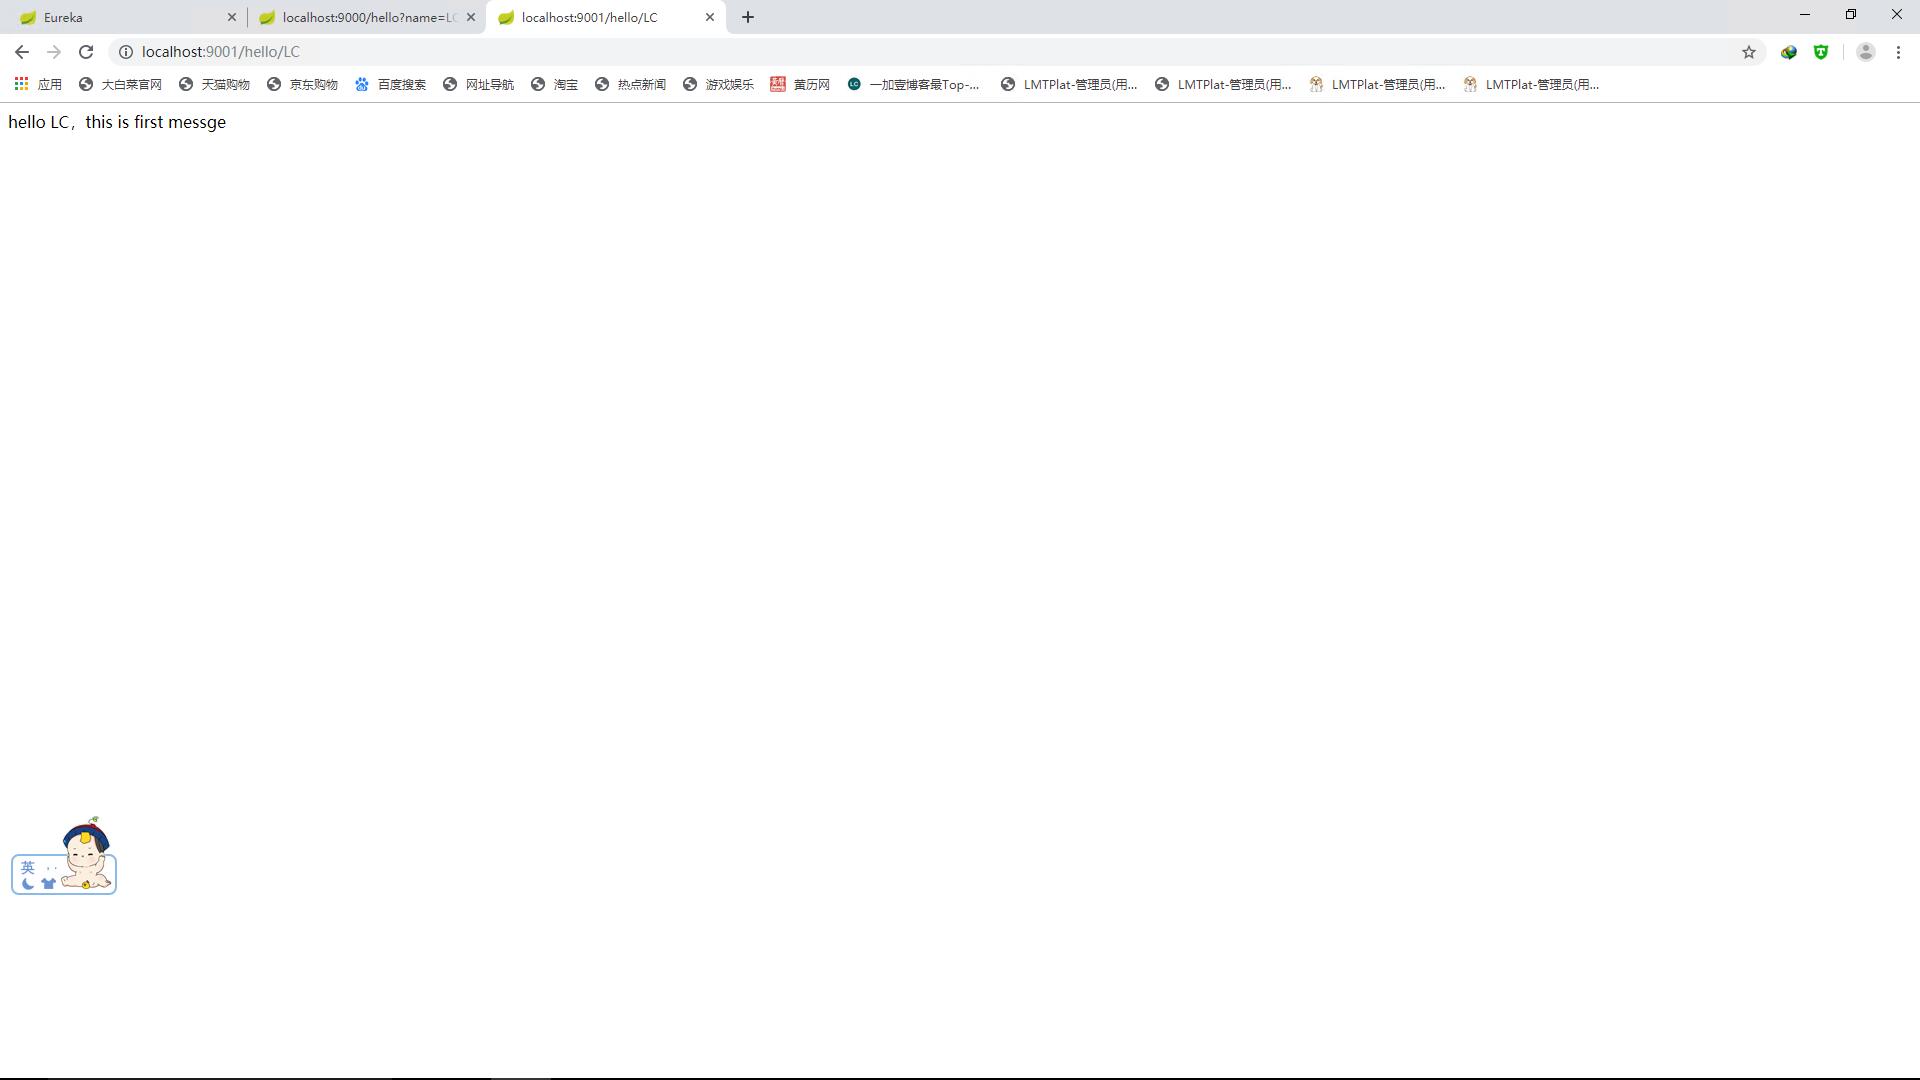 Eureka
localhost:9000/hello?name=LC
localhost:9001/hello/LC
localhost:9001/hello/LC
应用 大白菜官网 天猫购物 京东购物 百度搜索 网址导航 淘宝 热点新闻 游戏娱乐 黄历网 一加壹博客最Top-... LMTPlat-管理员(用... LMTPlat-管理员(用... LMTPlat-管理员(用... LMTPlat-管理员(用...
hello LC，this is first messge
英